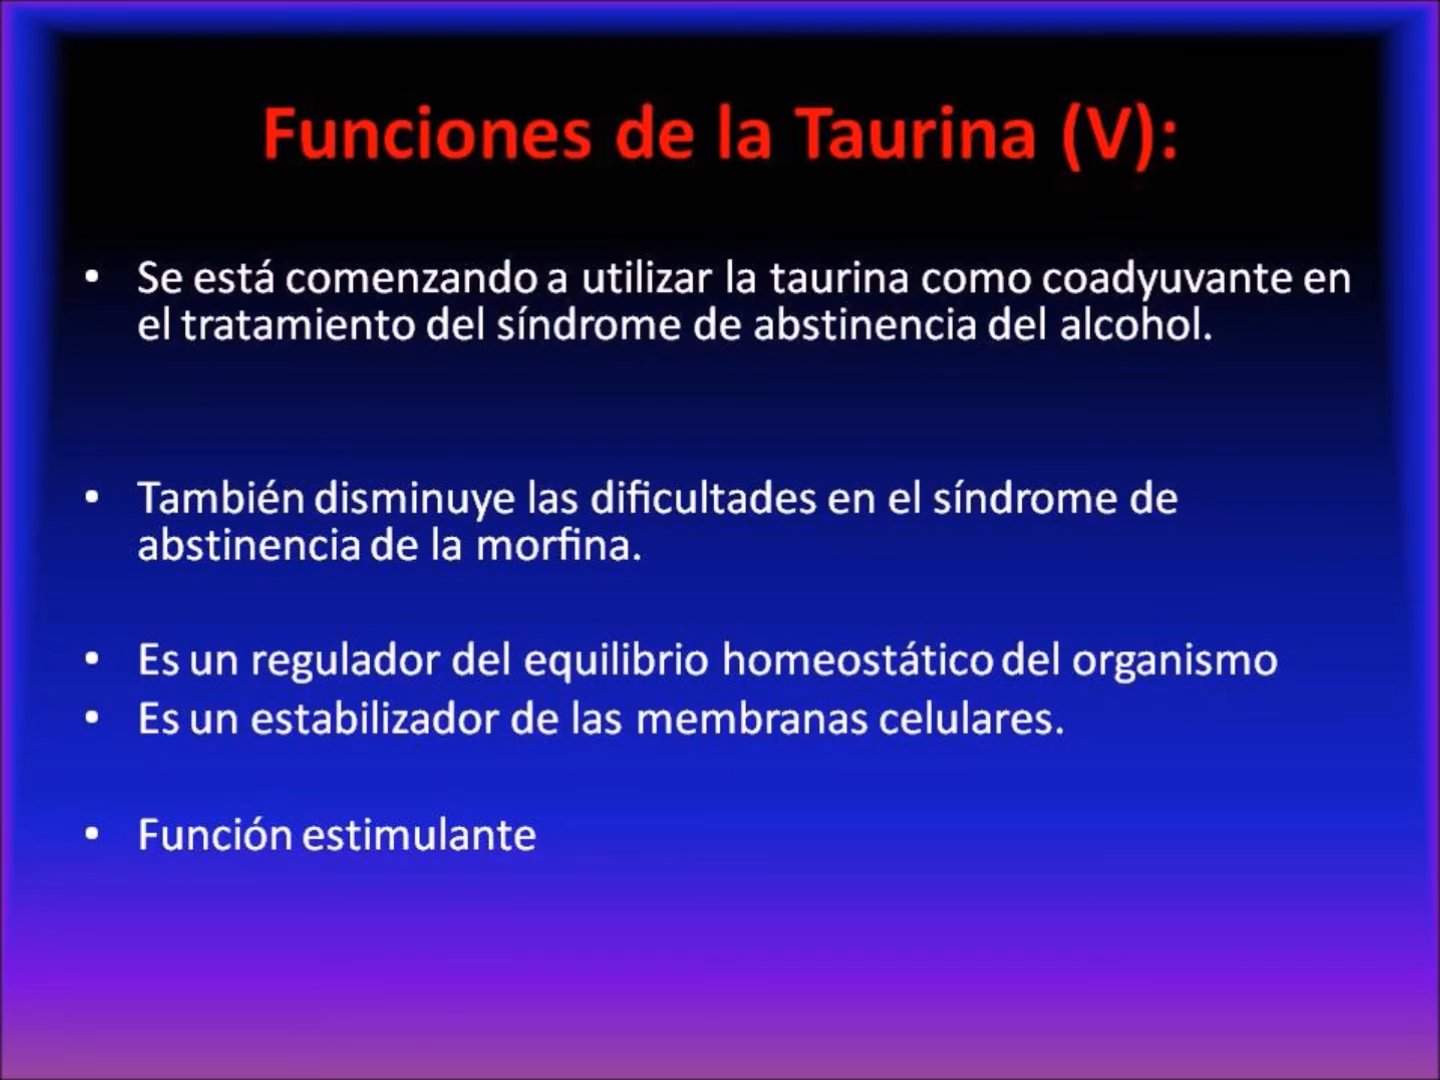 Funciones de la Taurina (V):
• Se está comenzando a utilizar la taurina como coadyuvante en
el tratamiento del síndrome de abstinencia del alcohol.
• También disminuye las dificultades en el síndrome de
abstinencia de la morfina.
• Es un regulador del equilibrio homeostático del organismo
• Es un estabilizador de las membranas celulares.
• Función estimulante